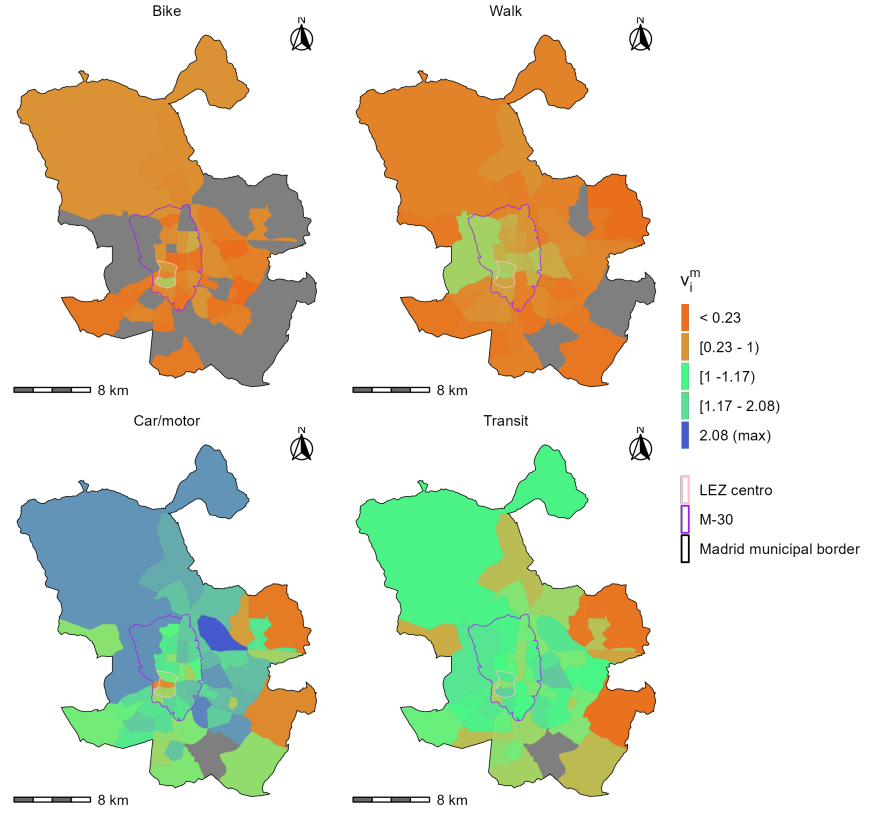 Bike
Walk
N
N
8 km
8 km
Car/motor
Transit
N
N
8 km
8 km
v_i^m
< 0.23
[0.23 - 1)
[1 -1.17)
[1.17 - 2.08)
2.08 (max)
LEZ centro
M-30
Madrid municipal border